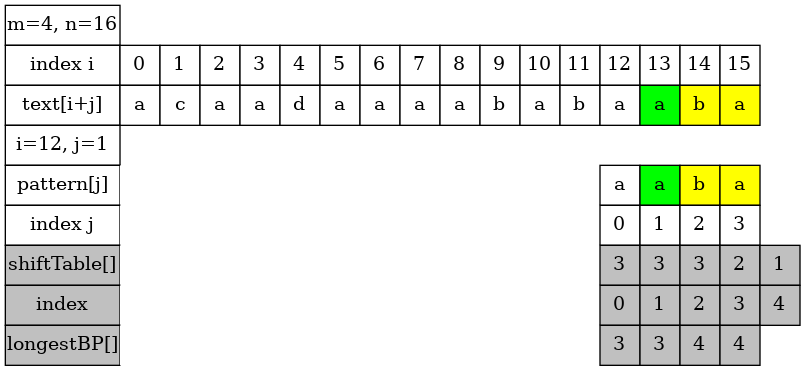 m=4, n=16
index i 0 1 2 3 4 5 6 7 8 9 10 11 12 13 14 15
text[i+j] a c a a d a a a a b a b a a b a
i=12, j=1
pattern[j] a a b a
index j 0 1 2 3
shiftTable[] 3 3 3 2 1
index 0 1 2 3 4
longestBP[] 3 3 4 4